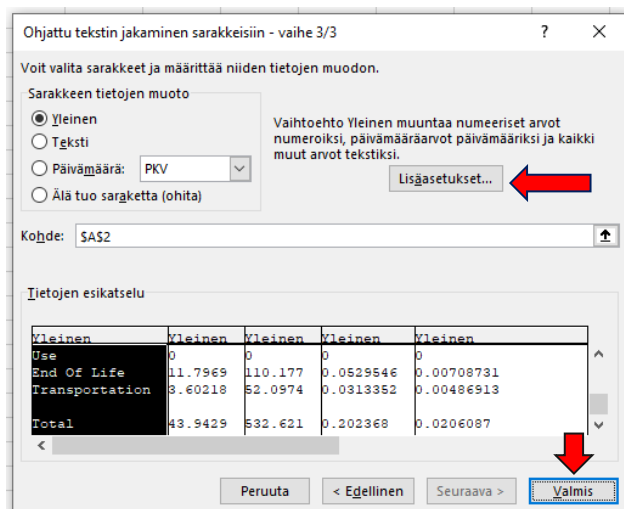 Ohjattu tekstin jakaminen sarakkeisiin - vaihe 3/3 ? ×
Voit valita sarakkeet ja määrittää niiden tietojen muodon.
Sarakkeen tietojen muoto
Yleinen
Teksti
Päivämäärä: PKV
Älä tuo saraketta (ohita)
Vaihtoehto Yleinen muuntaa numeeriset arvot
numeroiksi, päivämääräarvot päivämääriksi ja kaikki
muut arvot tekstiksi.
Lisäasetukset...
Kohde: $A$2
Tietojen esikatselu
Yleinen Yleinen Yleinen Yleinen Yleinen
Use 0 0 0 0
End Of Life 11.7969 110.177 0.0529546 0.00708731
Transportation 3.60218 52.0974 0.0313352 0.00486913
Total 43.9429 532.621 0.202368 0.0206087
Peruuta < Edellinen Seuraava > Valmis